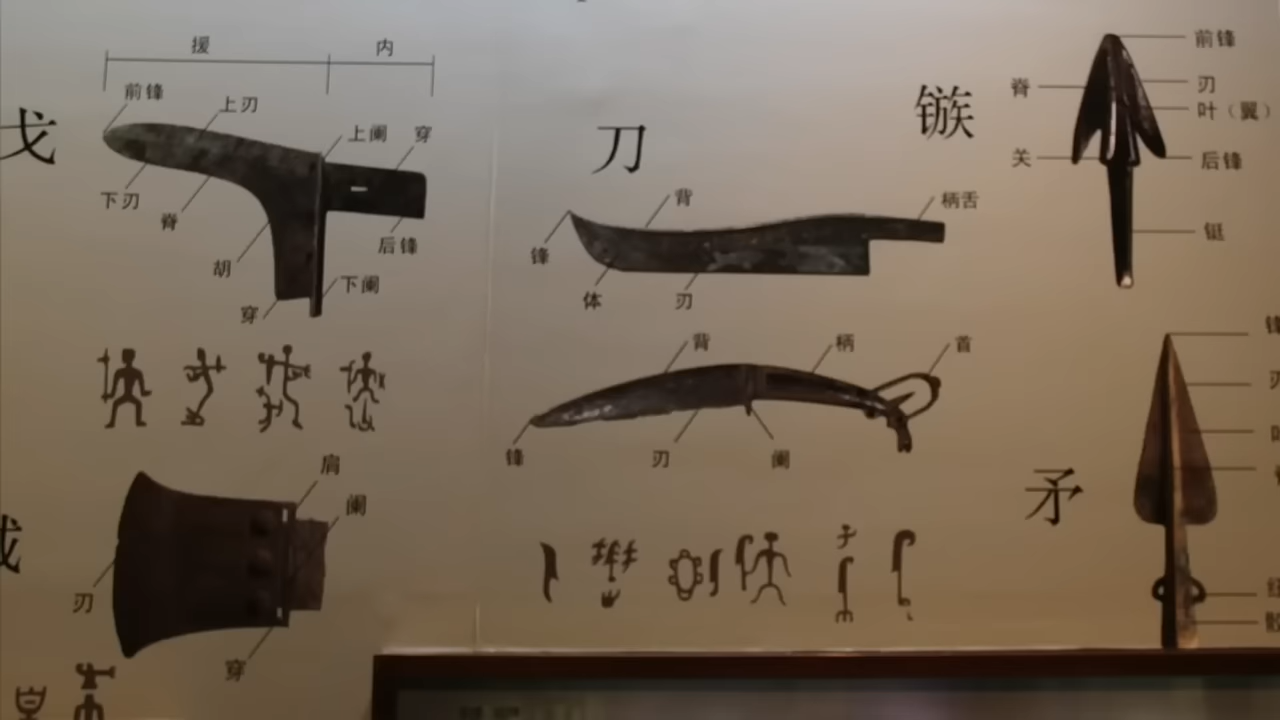 援 内
前锋 上刃 上阑 穿
戈
下刃 脊 胡 穿 下阑 后锋
肩 阑
刃 穿
刀
背 柄舌
锋 体 刃
背 柄 首
锋 刃 阑
镞
前锋
脊 刃
叶（翼）
关 后锋
铤
矛